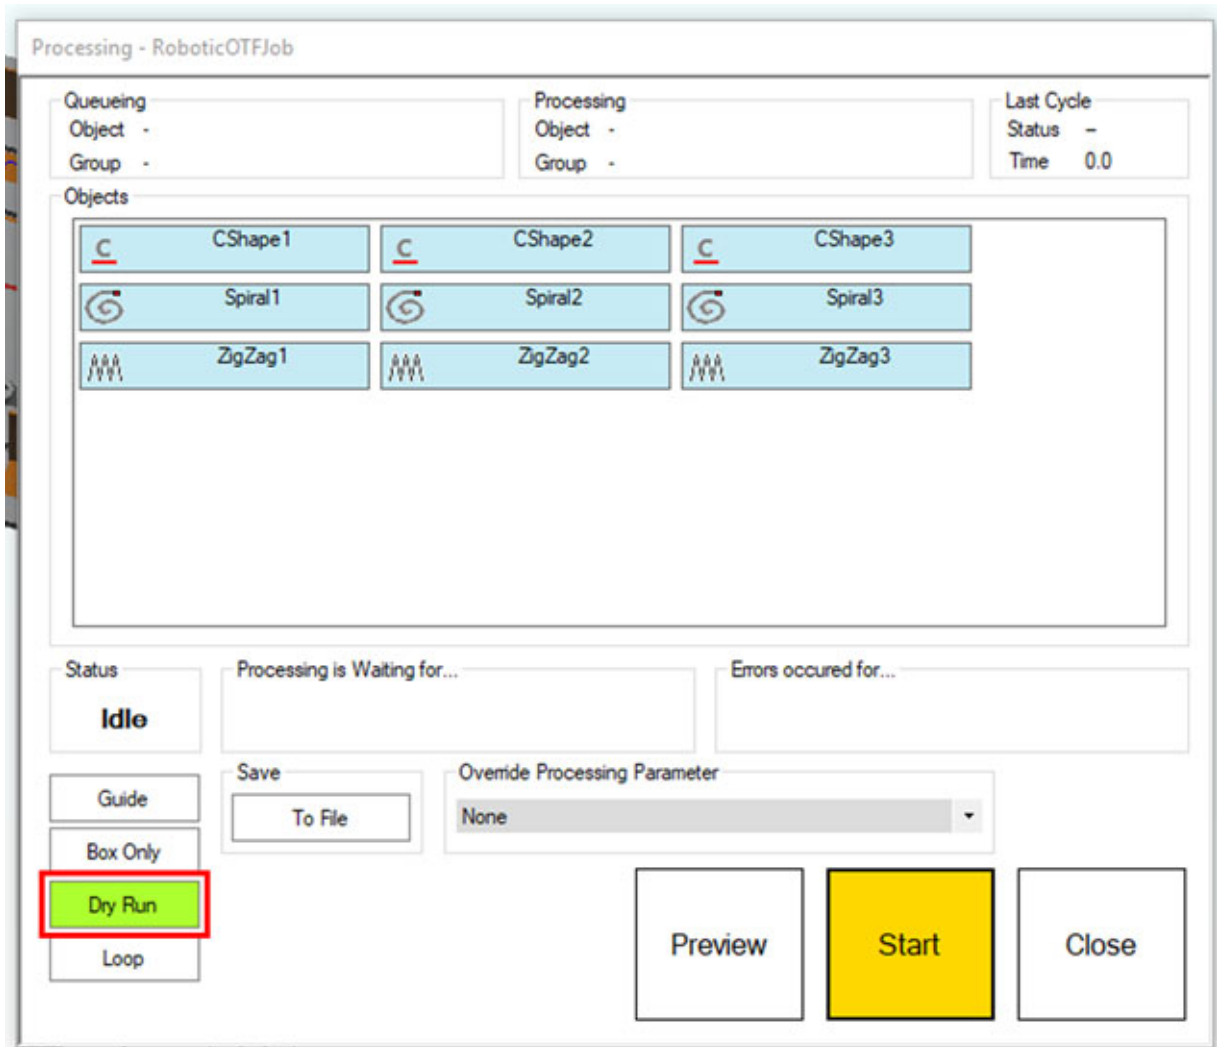 Processing - RoboticOTFJob
Queueing
Object -
Group -
Processing
Object -
Group -
Last Cycle
Status –
Time 0.0
Objects
C CShape1
C CShape2
C CShape3
Spiral1
Spiral2
Spiral3
ZigZag1
ZigZag2
ZigZag3
Status
Idle
Processing is Waiting for...
Errors occured for...
Guide
Box Only
Dry Run
Loop
Save
To File
Override Processing Parameter
None
Preview
Start
Close